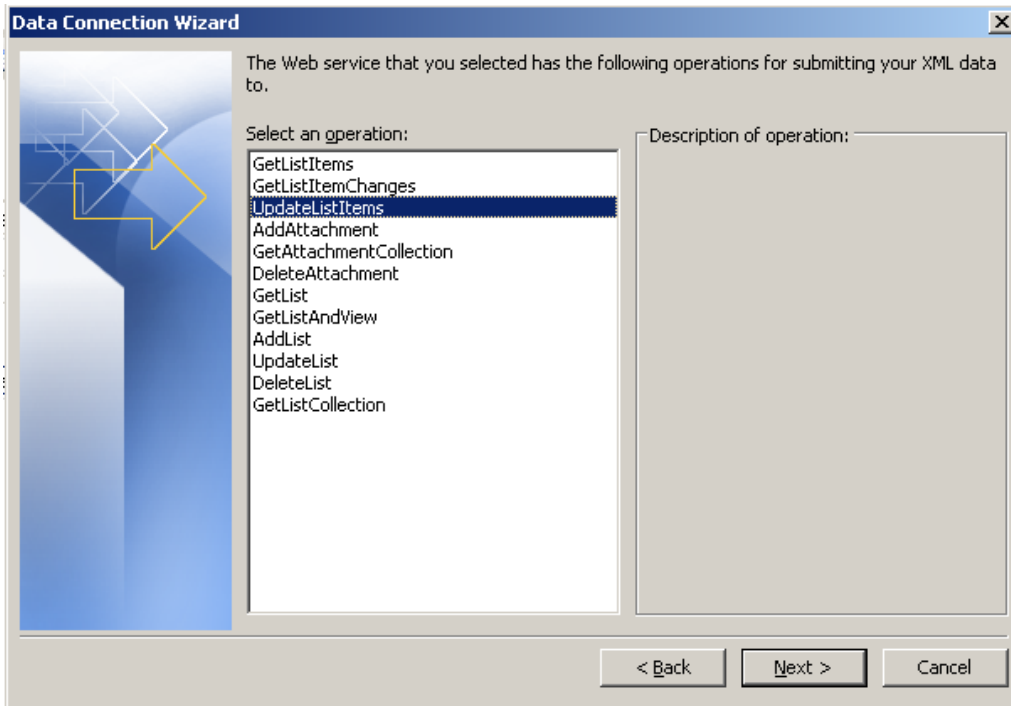 Data Connection Wizard
The Web service that you selected has the following operations for submitting your XML data
to.
Select an operation:
GetListItems
GetListItemChanges
UpdateListItems
AddAttachment
GetAttachmentCollection
DeleteAttachment
GetList
GetListAndView
AddList
UpdateList
DeleteList
GetListCollection
Description of operation:
< Back
Next >
Cancel